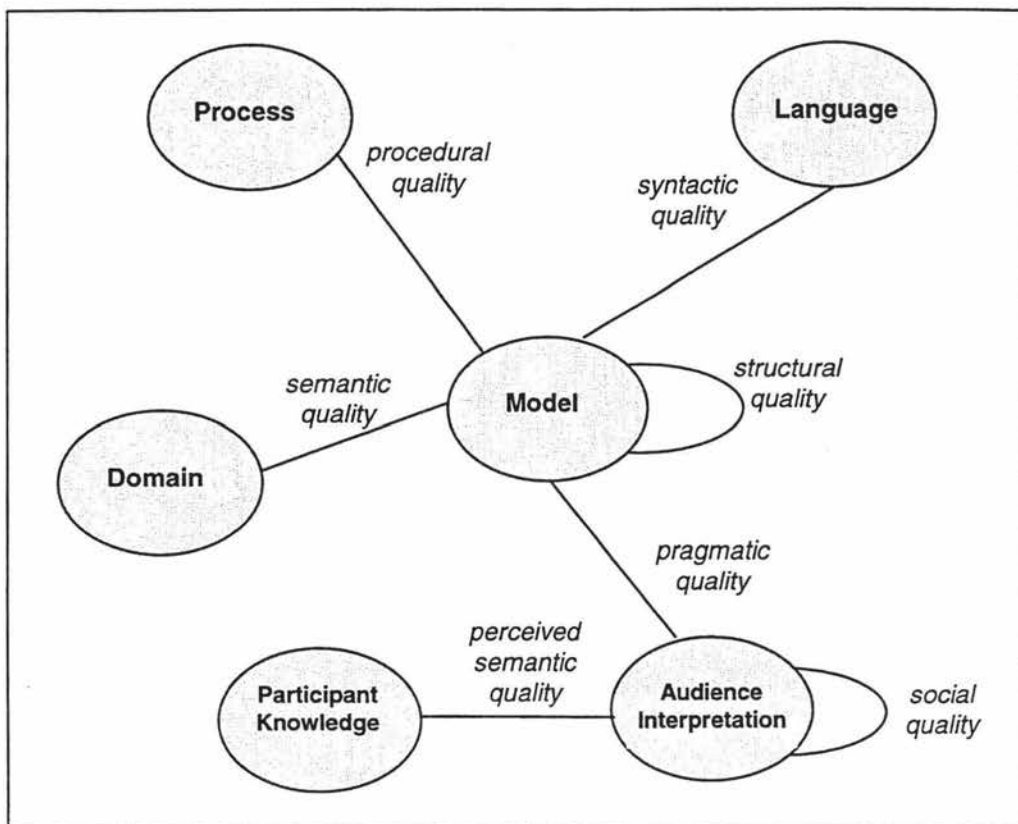 Process
Language
procedural
quality
syntactic
quality
semantic
quality
Model
structural
quality
Domain
pragmatic
quality
perceived
semantic
quality
Participant
Knowledge
Audience
Interpretation
social
quality